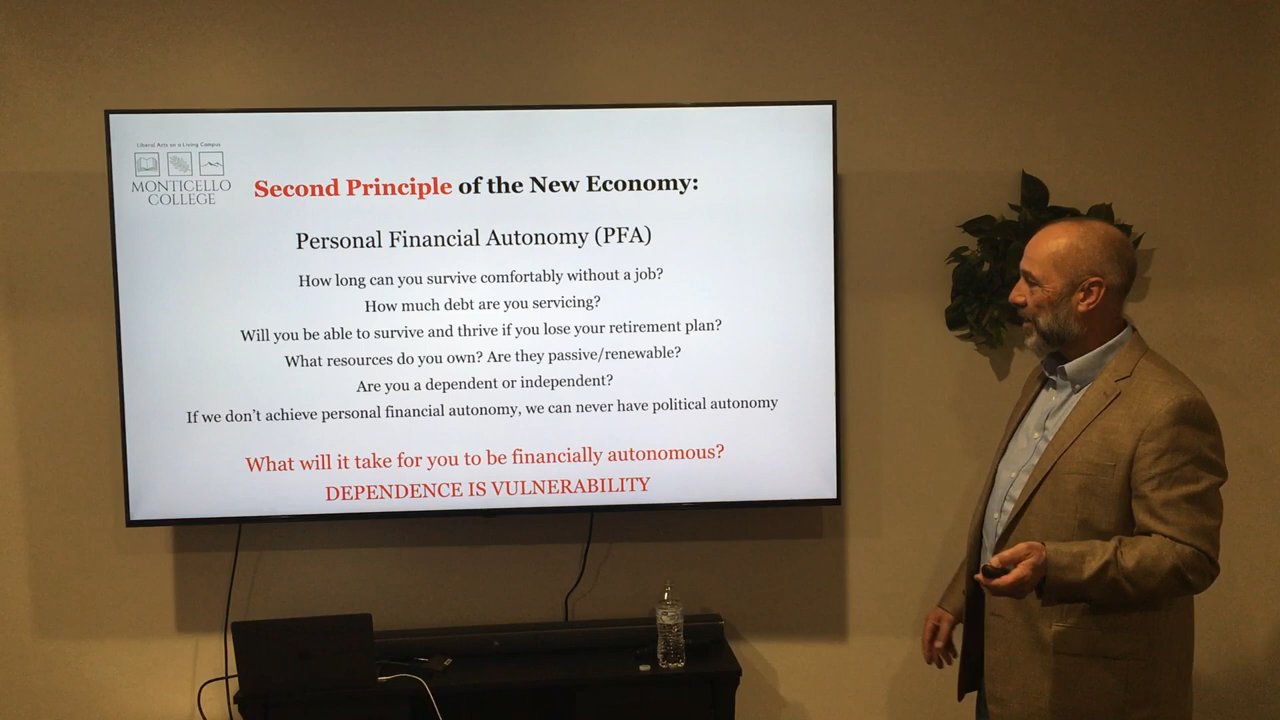 Liberal Arts on a Living Campus
MONTICELLO
COLLEGE
Second Principle of the New Economy:
Personal Financial Autonomy (PFA)
How long can you survive comfortably without a job?
How much debt are you servicing?
Will you be able to survive and thrive if you lose your retirement plan?
What resources do you own? Are they passive/renewable?
Are you a dependent or independent?
If we don't achieve personal financial autonomy, we can never have political autonomy
What will it take for you to be financially autonomous?
DEPENDENCE IS VULNERABILITY